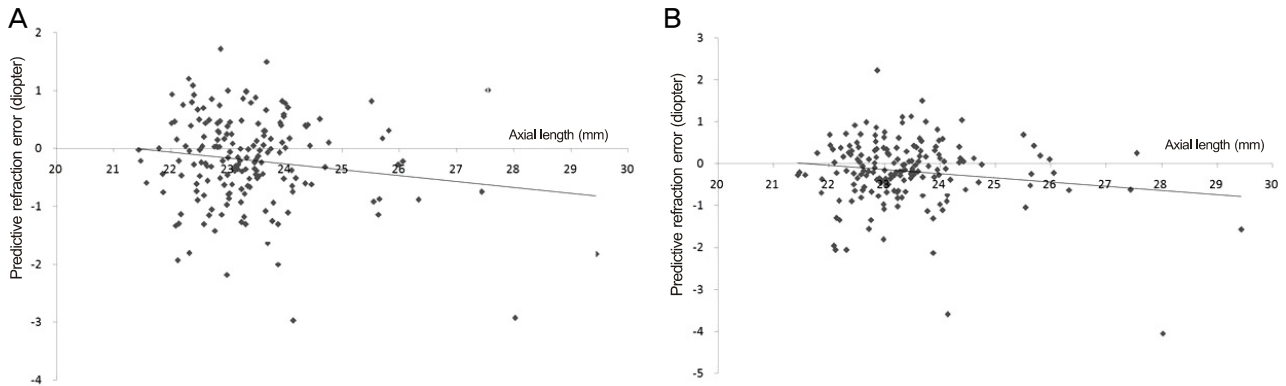 A
Predictive refraction error (diopter)
2
1
0
-1
-2
-3
-4
Axial length (mm)
20 21 22 23 24 25 26 27 28 29 30
B
Predictive refraction error (diopter)
3
2
1
0
-1
-2
-3
-4
-5
Axial length (mm)
20 21 22 23 24 25 26 27 28 29 30